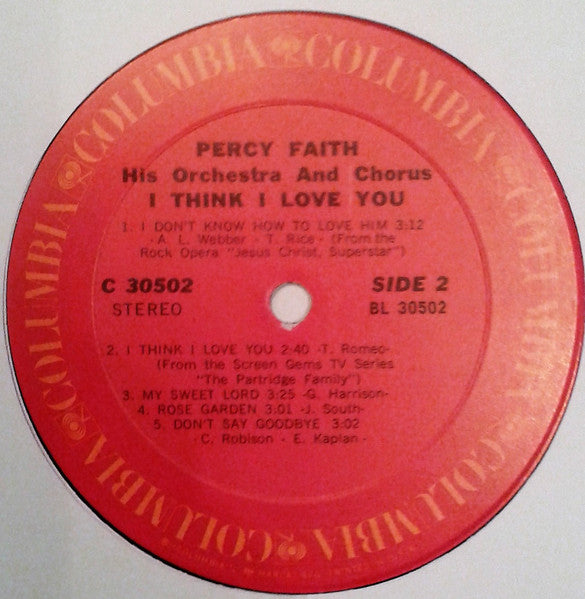 COLUMBIA COLUMBIA COLUMBIA COLUMBIA COLUMBIA COLUMBIA
PERCY FAITH
His Orchestra And Chorus
I THINK I LOVE YOU
1. I DON'T KNOW HOW TO LOVE HIM 3:12
-A. L. Webber - T. Rice - (From the
Rock Opera "Jesus Christ, Superstar")
C 30502
STEREO
SIDE 2
BL 30502
2. I THINK I LOVE YOU 2:40 -T. Romeo-
(From the Screen Gems TV Series
"The Partridge Family")
3. MY SWEET LORD 3:25 -G. Harrison-
4. ROSE GARDEN 3:01 -J. South-
5. DON'T SAY GOODBYE 3:02
- C. Robison - E. Kaplan -